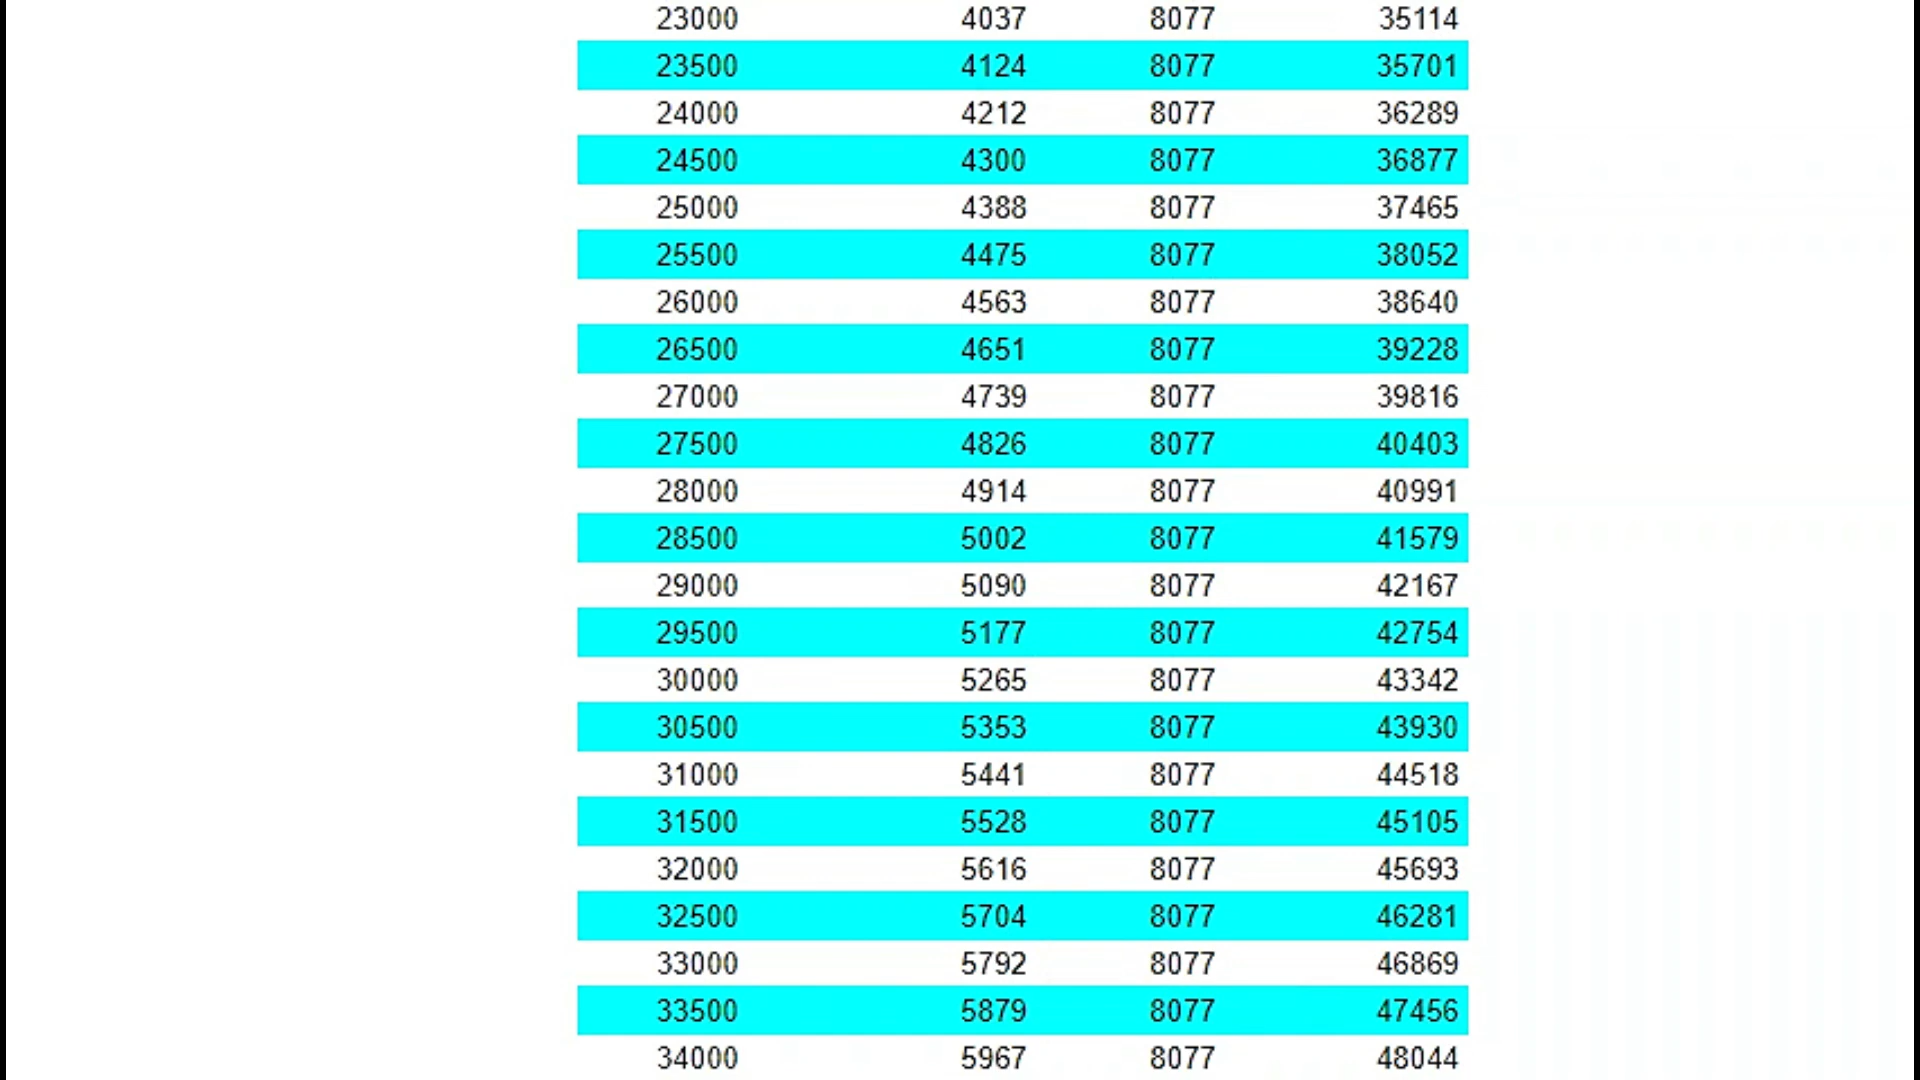 23000 4037 8077 35114
23500 4124 8077 35701
24000 4212 8077 36289
24500 4300 8077 36877
25000 4388 8077 37465
25500 4475 8077 38052
26000 4563 8077 38640
26500 4651 8077 39228
27000 4739 8077 39816
27500 4826 8077 40403
28000 4914 8077 40991
28500 5002 8077 41579
29000 5090 8077 42167
29500 5177 8077 42754
30000 5265 8077 43342
30500 5353 8077 43930
31000 5441 8077 44518
31500 5528 8077 45105
32000 5616 8077 45693
32500 5704 8077 46281
33000 5792 8077 46869
33500 5879 8077 47456
34000 5967 8077 48044